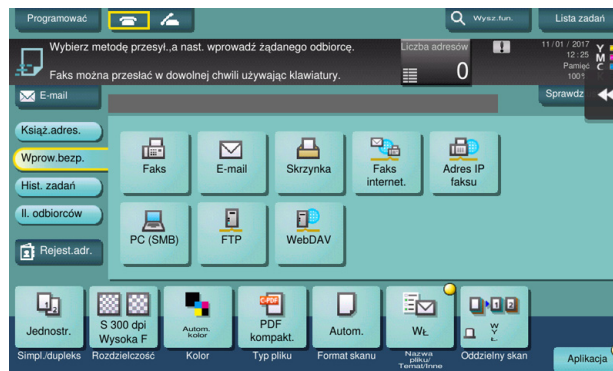 Programować
Wysz.fun.
Lista zadań
Wybierz metodę przesył.,a nast. wprowadź żądanego odbiorcę.
Faks można przesłać w dowolnej chwili używając klawiatury.
Liczba adresów
0
11/01 / 2017
12:25
Pamięć
100%
Y
M
C
E-mail
Sprawdz
Książ.adres.
Wprow.bezp.
Hist. zadań
Il. odbiorców
Rejest.adr.
Faks
E-mail
Skrzynka
Faks
internet.
Adres IP
faksu
PC (SMB)
FTP
WebDAV
Jednostr.
S 300 dpi
Wysoka F
Autom.
kolor
C-PDF
PDF
kompakt.
Autom.
WŁ
WYŁ.
Simpl./dupleks
Rozdzielczość
Kolor
Typ pliku
Format skanu
Nazwa
pliku/
Temat/Inne
Oddzielny skan
Aplikacja